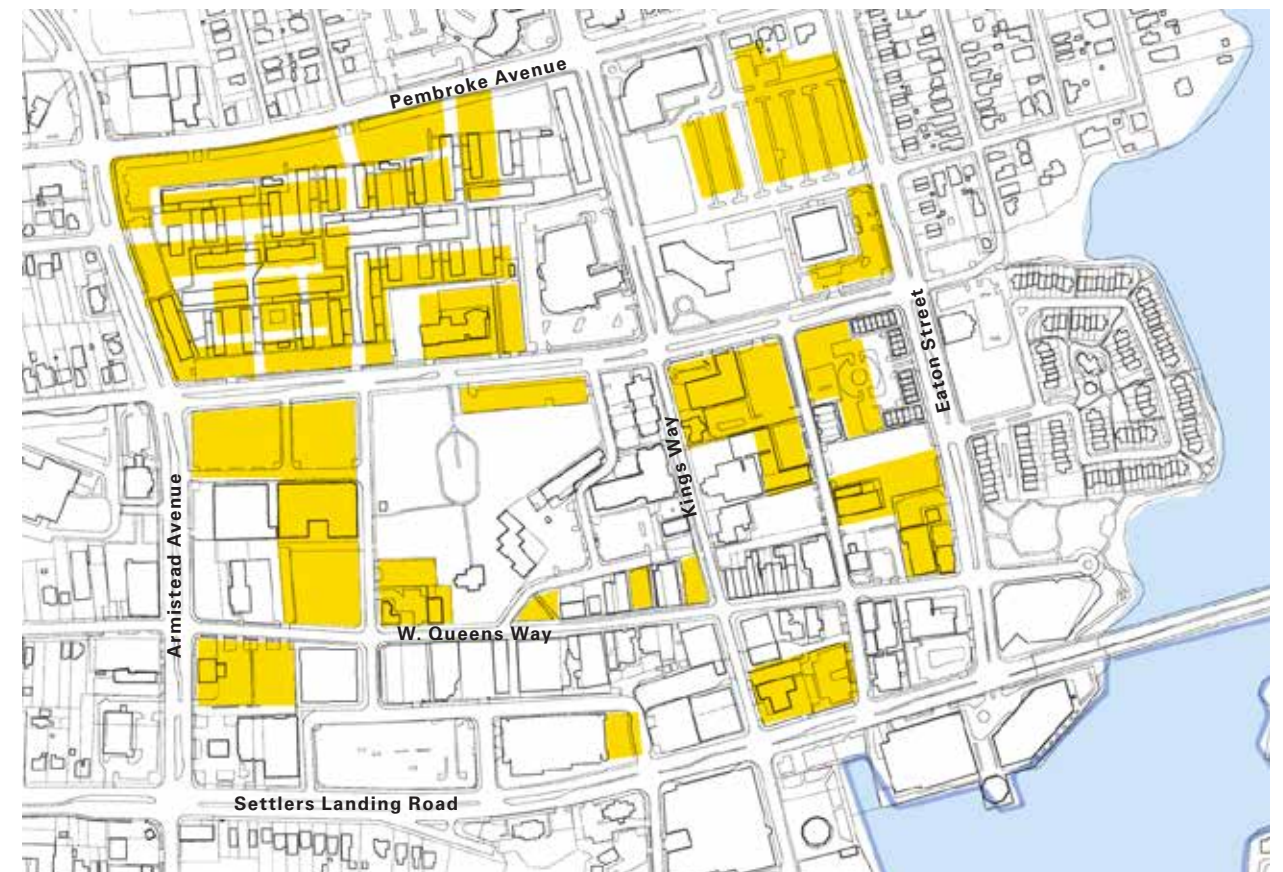 Pembroke Avenue
Eaton Street
Kings Way
Armistead Avenue
W. Queens Way
Settlers Landing Road